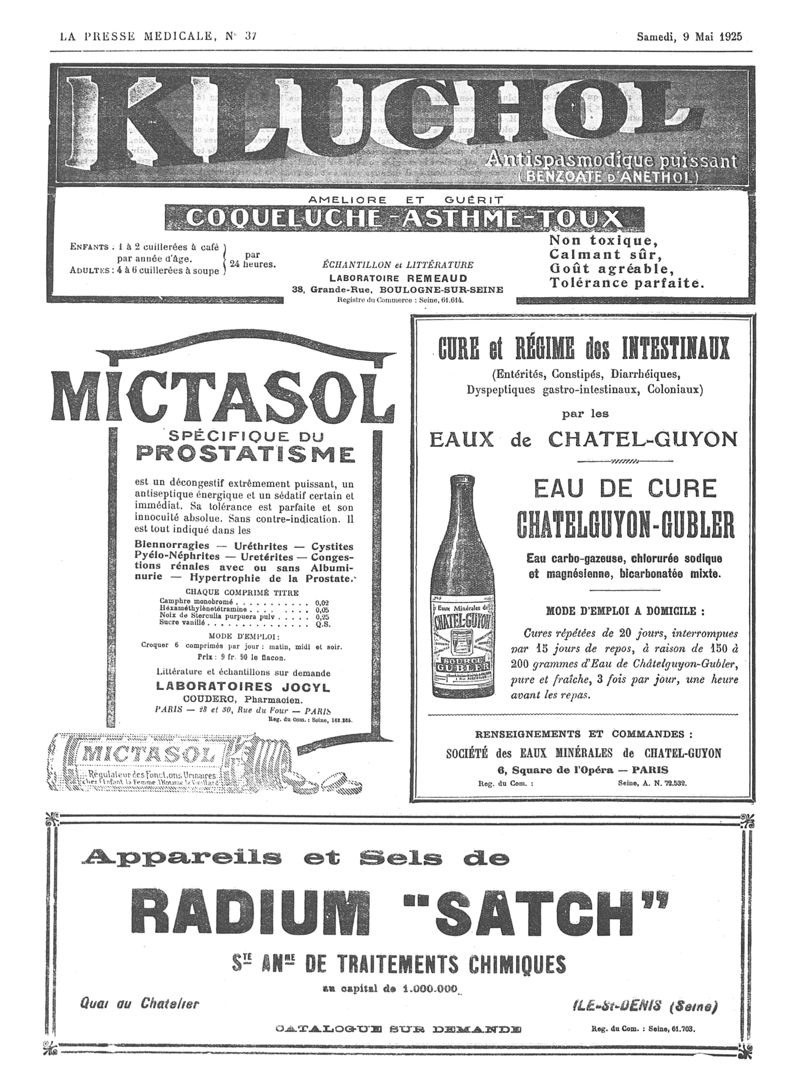 LA PRESSE MEDICALE, N° 37
Samedi, 9 Mai 1925
KLUCHOL
Antispasmodique puissant
(BENZOATE D'ANETHOL)
AMELIORE ET GUÉRIT
COQUELUCHE-ASTHME-TOUX
ENFANTS : 1 à 2 cuillerées à café
par année d'âge.
ADULTES : 4 à 6 cuillerées à soupe
par
24 heures.
ÉCHANTILLON et LITTÉRATURE
LABORATOIRE REMEAUD
38, Grande-Rue, BOULOGNE-SUR-SEINE
Registre du Commerce : Seine, 61.614.
Non toxique,
Calmant sûr,
Goût agréable,
Tolérance parfaite.
MICTASOL
SPÉCIFIQUE DU
PROSTATISME
est un décongestif extrêmement puissant, un
antiseptique énergique et un sédatif certain et
immédiat. Sa tolérance est parfaite et son
innocuité absolue. Sans contre-indication. Il
est tout indiqué dans les
Blennorragies — Uréthrites — Cystites
Pyélo-Néphrites — Uretérites — Conges-
tions rénales avec ou sans Albumi-
nurie — Hypertrophie de la Prostate.
CHAQUE COMPRIMÉ TITRE
Camphre monobromé . . . . . . . . . . . 0,02
Héxaméthylènetétramine . . . . . . . . 0,05
Noix de Sterculia purpuera pulv . . . . . 0,25
Sucre vanillé . . . . . . . . . . . . . . Q.S.
MODE D'EMPLOI :
Croquer 6 comprimés par jour : matin, midi et soir.
Prix : 9 fr. 50 le flacon.
Littérature et échantillons sur demande
LABORATOIRES JOCYL
COUDERC, Pharmacien.
PARIS — 28 et 30, Rue du Four — PARIS
Reg. du Com. : Seine, 163.265.
MICTASOL
Régulateur des Fonctions Urinaires
chez l'Enfant la Femme l'Homme le Vieillard
CURE et RÉGIME des INTESTINAUX
(Entérités, Constipés, Diarrhéiques,
Dyspeptiques gastro-intestinaux, Coloniaux)
par les
EAUX de CHATEL-GUYON
EAU DE CURE
CHATELGUYON-GUBLER
Eau carbo-gazeuse, chlorurée sodique
et magnésienne, bicarbonatée mixte.
Eaux Minérales de
CHATEL-GUYON
SOURCE
GUBLER
MODE D'EMPLOI A DOMICILE :
Cures répétées de 20 jours, interrompues
par 15 jours de repos, à raison de 150 à
200 grammes d'Eau de Châtelguyon-Gubler,
pure et fraîche, 3 fois par jour, une heure
avant les repas.
RENSEIGNEMENTS ET COMMANDES :
SOCIÉTÉ des EAUX MINÉRALES de CHATEL-GUYON
6, Square de l'Opéra — PARIS
Reg. du Com. : Seine, A. N. 72.532.
Appareils et Sels de
RADIUM "SATCH"
STE ANME DE TRAITEMENTS CHIMIQUES
au capital de 1.000.000
Quai au Chatelier
ILE-St-DENIS (Seine)
CATALOGUE SUR DEMANDE
Reg. du Com. : Seine, 61.703.